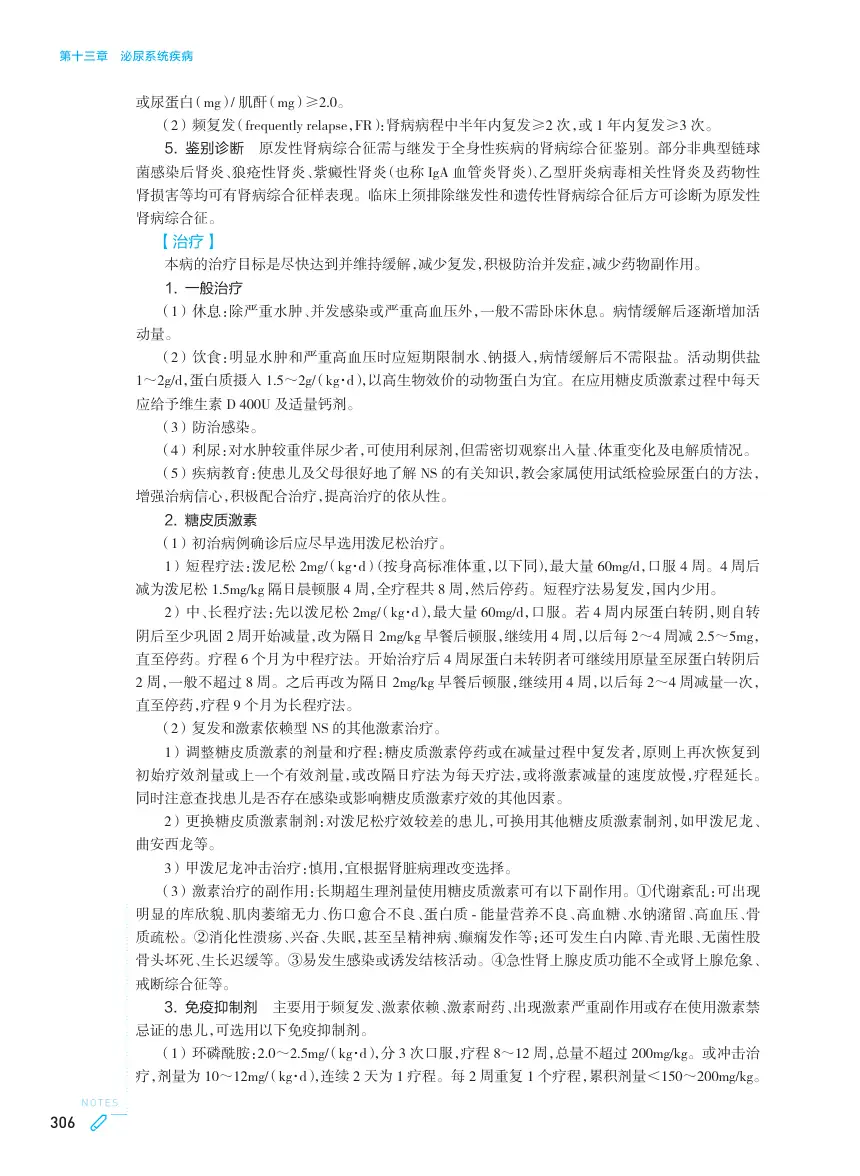 第十三章 泌尿系统疾病
或尿蛋白(mg)/ 肌酐(mg)≥2.0。
(2)频复发(frequently relapse,FR):肾病病程中半年内复发≥2 次,或 1 年内复发≥3 次。
5. 鉴别诊断 原发性肾病综合征需与继发于全身性疾病的肾病综合征鉴别。部分非典型链球
菌感染后肾炎、狼疮性肾炎、紫癜性肾炎(也称 IgA 血管炎肾炎)、乙型肝炎病毒相关性肾炎及药物性
肾损害等均可有肾病综合征样表现。临床上须排除继发性和遗传性肾病综合征后方可诊断为原发性
肾病综合征。
【治疗】
本病的治疗目标是尽快达到并维持缓解,减少复发,积极防治并发症,减少药物副作用。
1. 一般治疗
(1)休息:除严重水肿、并发感染或严重高血压外,一般不需卧床休息。病情缓解后逐渐增加活
动量。
(2)饮食:明显水肿和严重高血压时应短期限制水、钠摄入,病情缓解后不需限盐。活动期供盐
1～2g/d,蛋白质摄入 1.5～2g/(kg·d),以高生物效价的动物蛋白为宜。在应用糖皮质激素过程中每天
应给予维生素 D 400U 及适量钙剂。
(3)防治感染。
(4)利尿:对水肿较重伴尿少者,可使用利尿剂,但需密切观察出入量、体重变化及电解质情况。
(5)疾病教育:使患儿及父母很好地了解 NS 的有关知识,教会家属使用试纸检验尿蛋白的方法,
增强治病信心,积极配合治疗,提高治疗的依从性。
2. 糖皮质激素
(1)初治病例确诊后应尽早选用泼尼松治疗。
1)短程疗法:泼尼松 2mg/(kg·d)(按身高标准体重,以下同),最大量 60mg/d,口服 4 周。4 周后
减为泼尼松 1.5mg/kg 隔日晨顿服 4 周,全疗程共 8 周,然后停药。短程疗法易复发,国内少用。
2)中、长程疗法:先以泼尼松 2mg/(kg·d),最大量 60mg/d,口服。若 4 周内尿蛋白转阴,则自转
阴后至少巩固 2 周开始减量,改为隔日 2mg/kg 早餐后顿服,继续用 4 周,以后每 2～4 周减 2.5～5mg,
直至停药。疗程 6 个月为中程疗法。开始治疗后 4 周尿蛋白未转阴者可继续用原量至尿蛋白转阴后
2 周,一般不超过 8 周。之后再改为隔日 2mg/kg 早餐后顿服,继续用 4 周,以后每 2～4 周减量一次,
直至停药,疗程 9 个月为长程疗法。
(2)复发和激素依赖型 NS 的其他激素治疗。
1)调整糖皮质激素的剂量和疗程:糖皮质激素停药或在减量过程中复发者,原则上再次恢复到
初始疗效剂量或上一个有效剂量,或改隔日疗法为每天疗法,或将激素减量的速度放慢,疗程延长。
同时注意查找患儿是否存在感染或影响糖皮质激素疗效的其他因素。
2)更换糖皮质激素制剂:对泼尼松疗效较差的患儿,可换用其他糖皮质激素制剂,如甲泼尼龙、
曲安西龙等。
3)甲泼尼龙冲击治疗:慎用,宜根据肾脏病理改变选择。
(3)激素治疗的副作用:长期超生理剂量使用糖皮质激素可有以下副作用。①代谢紊乱:可出现
明显的库欣貌、肌肉萎缩无力、伤口愈合不良、蛋白质 - 能量营养不良、高血糖、水钠潴留、高血压、骨
质疏松。②消化性溃疡、兴奋、失眠,甚至呈精神病、癫痫发作等;还可发生白内障、青光眼、无菌性股
骨头坏死、生长迟缓等。③易发生感染或诱发结核活动。④急性肾上腺皮质功能不全或肾上腺危象、
戒断综合征等。
3. 免疫抑制剂 主要用于频复发、激素依赖、激素耐药、出现激素严重副作用或存在使用激素禁
忌证的患儿,可选用以下免疫抑制剂。
(1)环磷酰胺:2.0～2.5mg/(kg·d),分 3 次口服,疗程 8～12 周,总量不超过 200mg/kg。或冲击治
疗,剂量为 10～12mg/(kg·d),连续 2 天为 1 疗程。每 2 周重复 1 个疗程,累积剂量＜150～200mg/kg。
NOTES
306